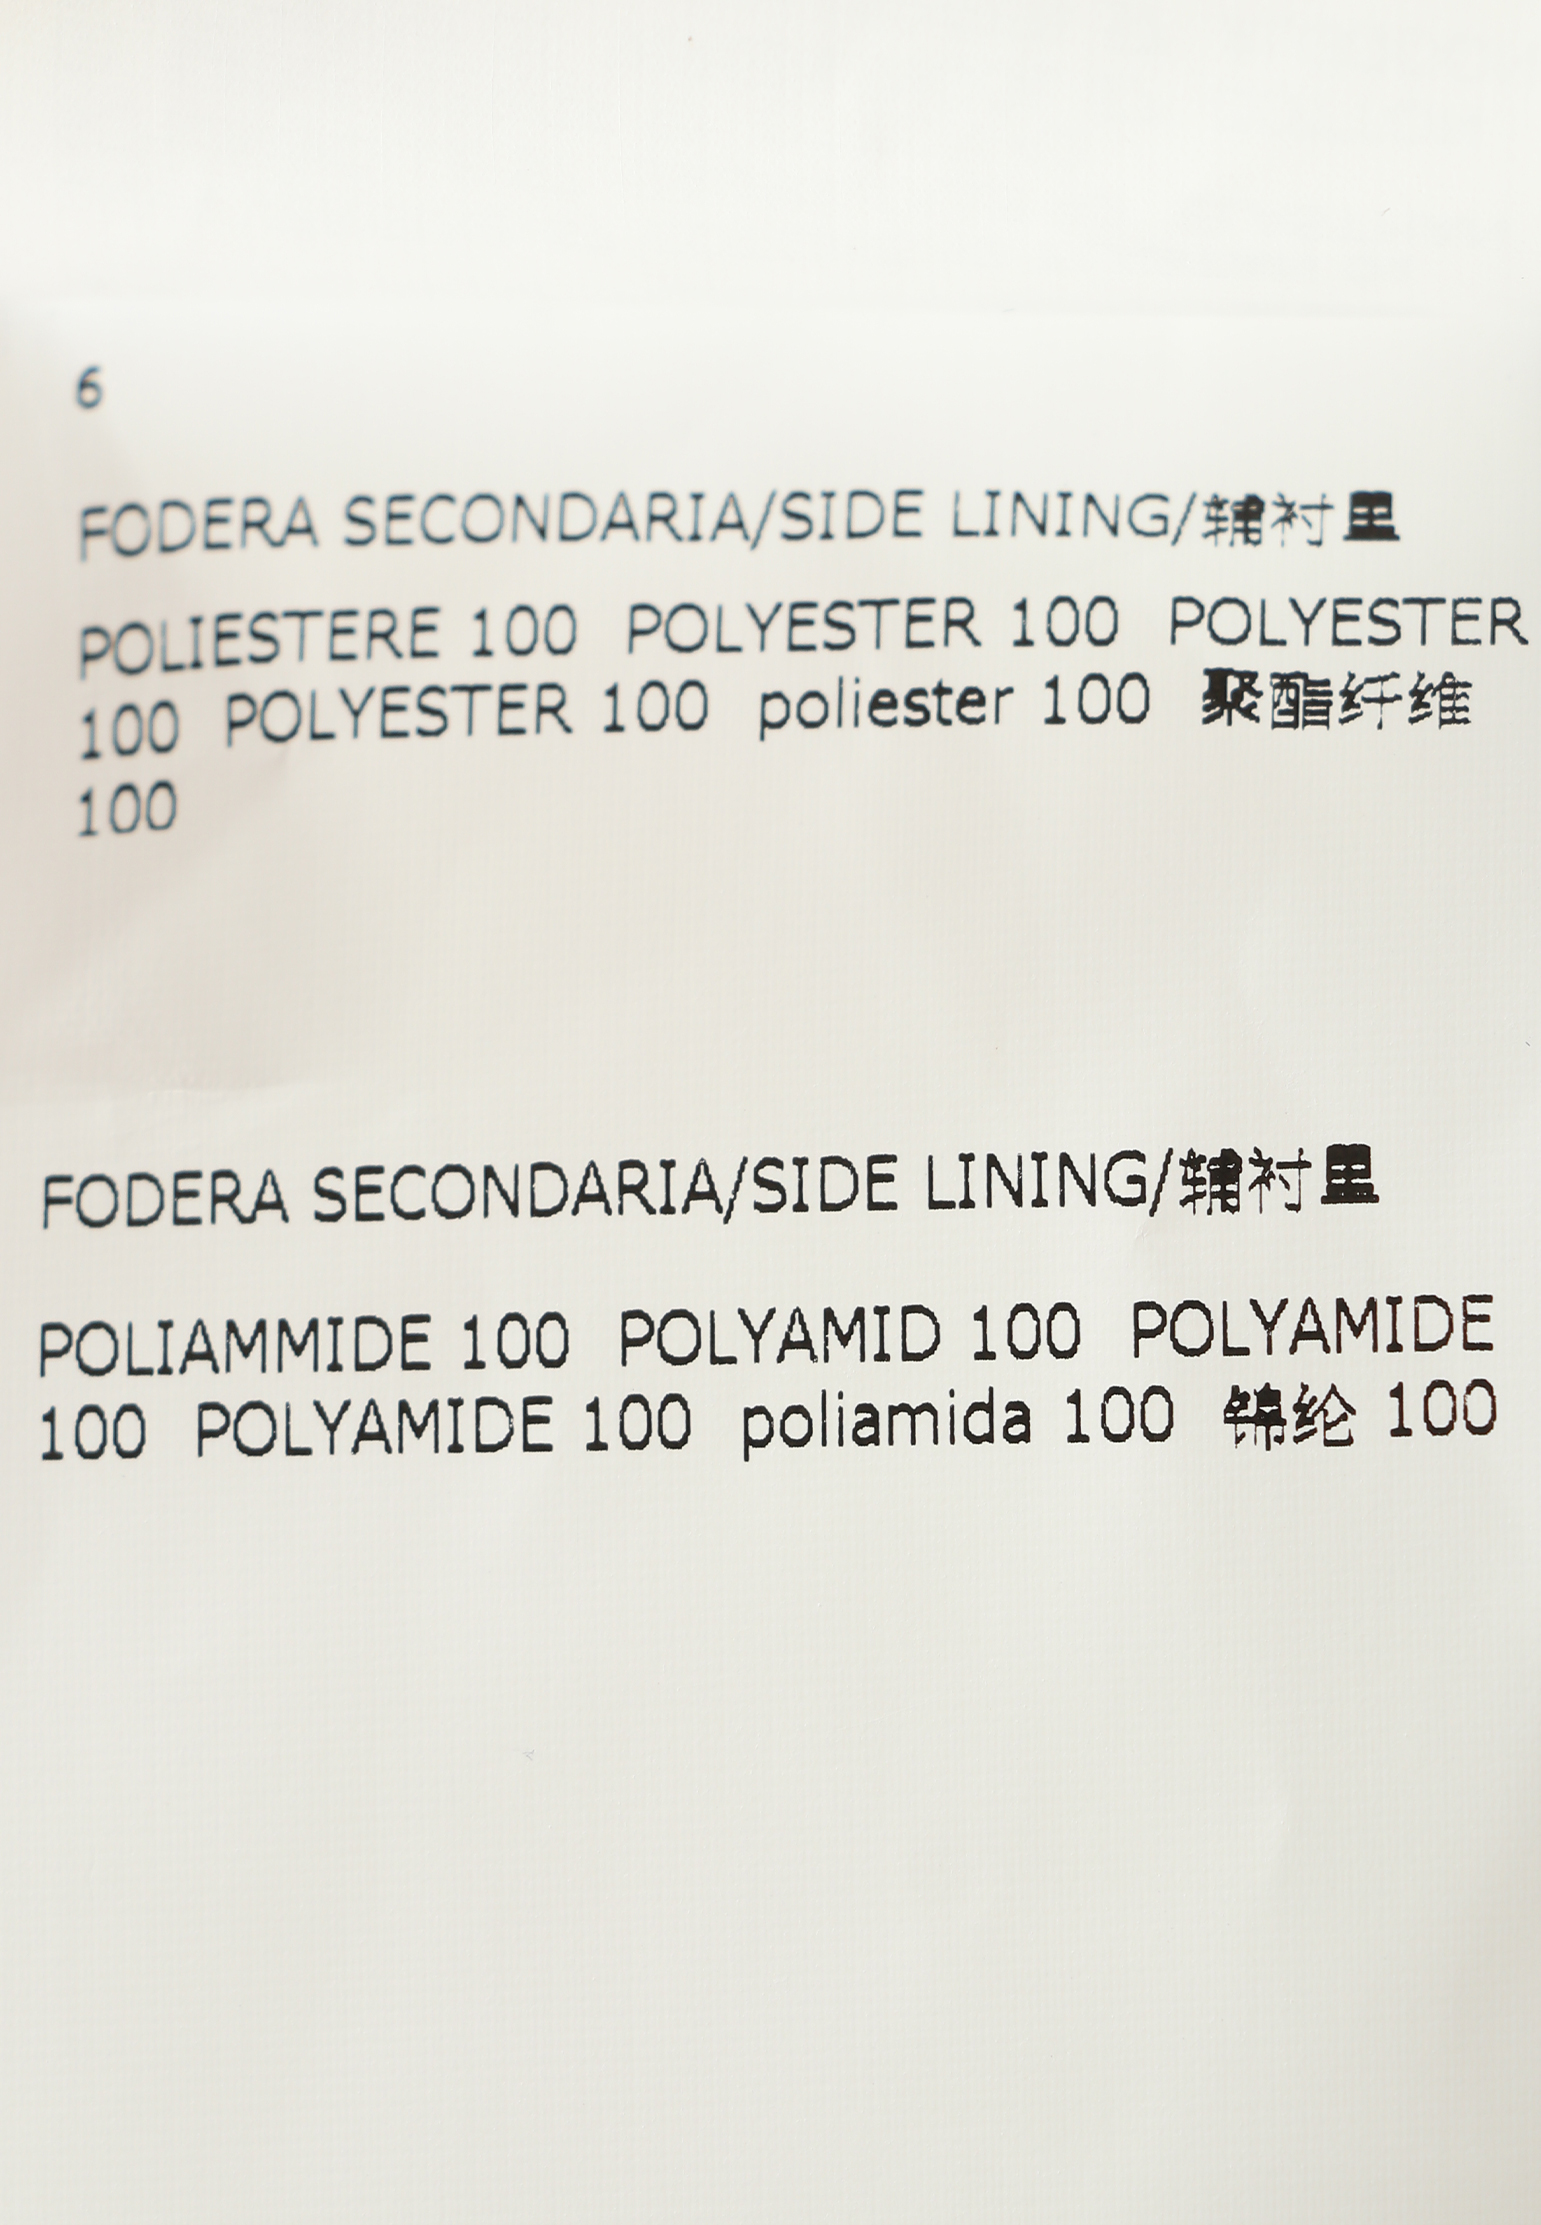 6
FODERA SECONDARIA/SIDE LINING/辅衬里
POLIESTERE 100 POLYESTER 100 POLYESTER
100 POLYESTER 100 poliester 100 聚酯纤维
100
FODERA SECONDARIA/SIDE LINING/辅衬里
POLIAMMIDE 100 POLYAMID 100 POLYAMIDE
100 POLYAMIDE 100 poliamida 100 锦纶 100